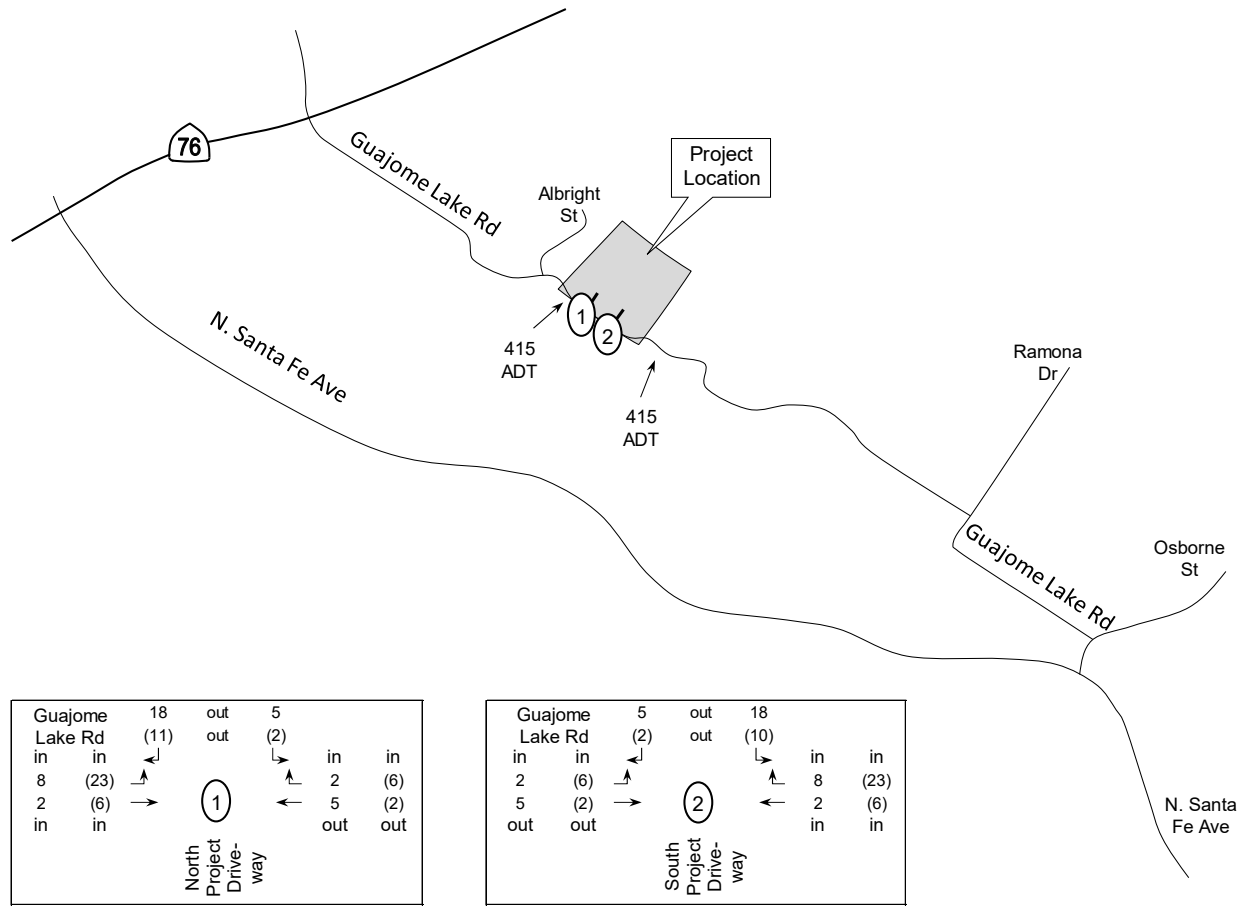 76
Guajome Lake Rd
Albright
St
Project
Location
1
2
415
ADT
415
ADT
N. Santa Fe Ave
Ramona
Dr
Guajome Lake Rd
Osborne
St
N. Santa
Fe Ave
Guajome 18 out 5
Lake Rd (11) out (2)
in in in in
8 (23) 2 (6)
2 (6) 1 5 (2)
in in out out
North
Project
Drive-
way
Guajome 5 out 18
Lake Rd (2) out (10)
in in in in
2 (6) 8 (23)
5 (2) 2 2 (6)
out out in in
South
Project
Drive-
way